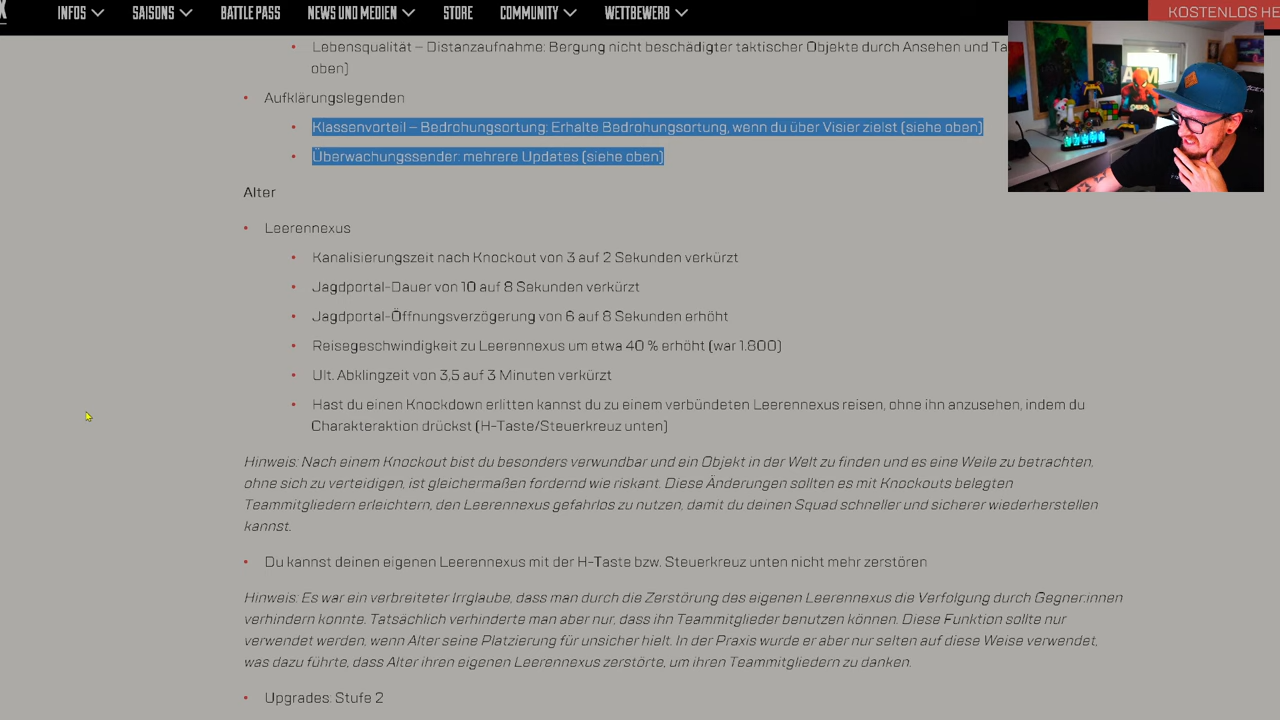 INFOS
SAISONS
BATTLE PASS
NEWS UND MEDIEN
STORE
COMMUNITY
WETTBEWERB
KOSTENLOS
Lebensqualität – Distanzaufnahme: Bergung nicht beschädigter taktischer Objekte durch Ansehen und
oben)
Aufklärungslegenden
Klassenvorteil – Bedrohungsortung: Erhalte Bedrohungsortung, wenn du über Visier zielst (siehe oben)
Überwachungssender: mehrere Updates (siehe oben)
Alter
Leerennexus
Kanalisierungszeit nach Knockout von 3 auf 2 Sekunden verkürzt
Jagdportal-Dauer von 10 auf 8 Sekunden verkürzt
Jagdportal-Öffnungsverzögerung von 6 auf 8 Sekunden erhöht
Reisegeschwindigkeit zu Leerennexus um etwa 40 % erhöht (war 1.800)
Ult. Abklingzeit von 3,5 auf 3 Minuten verkürzt
Hast du einen Knockdown erlitten kannst du zu einem verbündeten Leerennexus reisen, ohne ihn anzusehen, indem du
Charakteraktion drückst (H-Taste/Steuerkreuz unten)
Hinweis: Nach einem Knockout bist du besonders verwundbar und ein Objekt in der Welt zu finden und es eine Weile zu betrachten,
ohne sich zu verteidigen, ist gleichermaßen fordernd wie riskant. Diese Änderungen sollten es mit Knockouts belegten
Teammitgliedern erleichtern, den Leerennexus gefahrlos zu nutzen, damit du deinen Squad schneller und sicherer wiederherstellen
kannst.
Du kannst deinen eigenen Leerennexus mit der H-Taste bzw. Steuerkreuz unten nicht mehr zerstören
Hinweis: Es war ein verbreiteter Irrglaube, dass man durch die Zerstörung des eigenen Leerennexus die Verfolgung durch Gegner:innen
verhindern konnte. Tatsächlich verhinderte man aber nur, dass ihn Teammitglieder benutzen können. Diese Funktion sollte nur
verwendet werden, wenn Alter seine Platzierung für unsicher hielt. In der Praxis wurde er aber nur selten auf diese Weise verwendet,
was dazu führte, dass Alter ihren eigenen Leerennexus zerstörte, um ihren Teammitgliedern zu danken.
Upgrades: Stufe 2